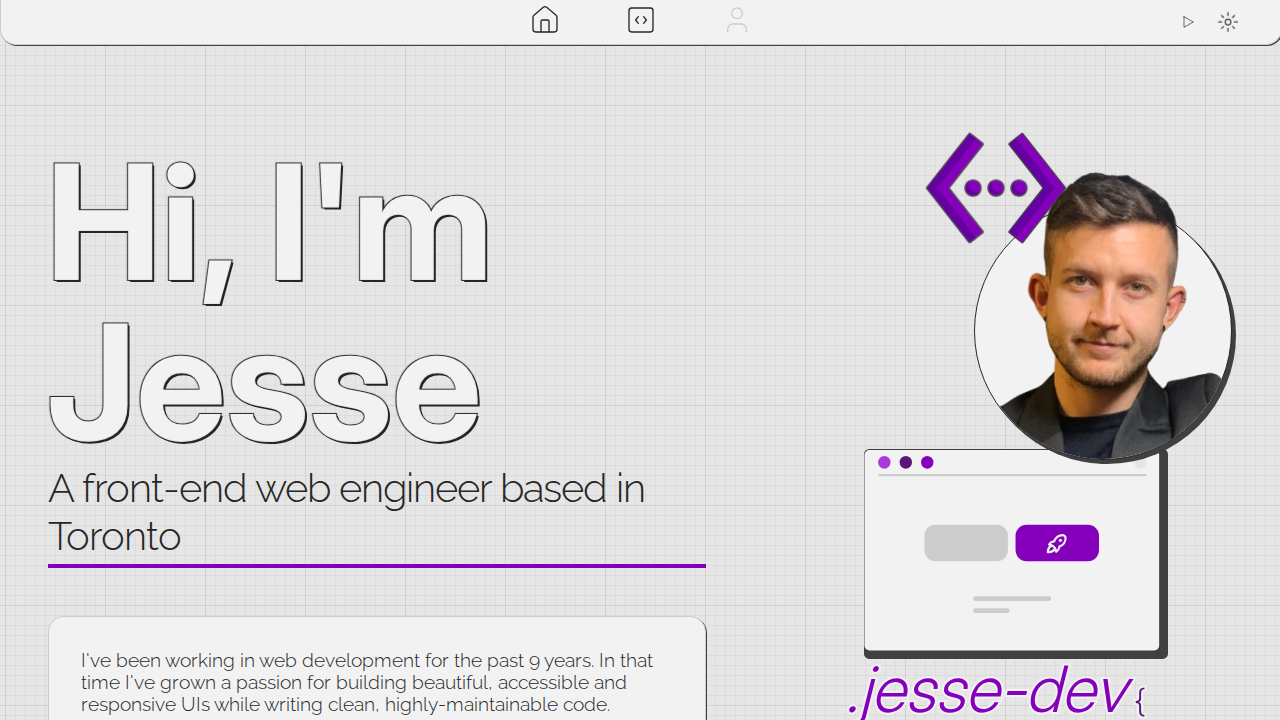 Hi, I'm
Jesse
A front-end web engineer based in
Toronto
I've been working in web development for the past 9 years. In that
time I've grown a passion for building beautiful, accessible and
responsive UIs while writing clean, highly-maintainable code.
.jesse-dev {